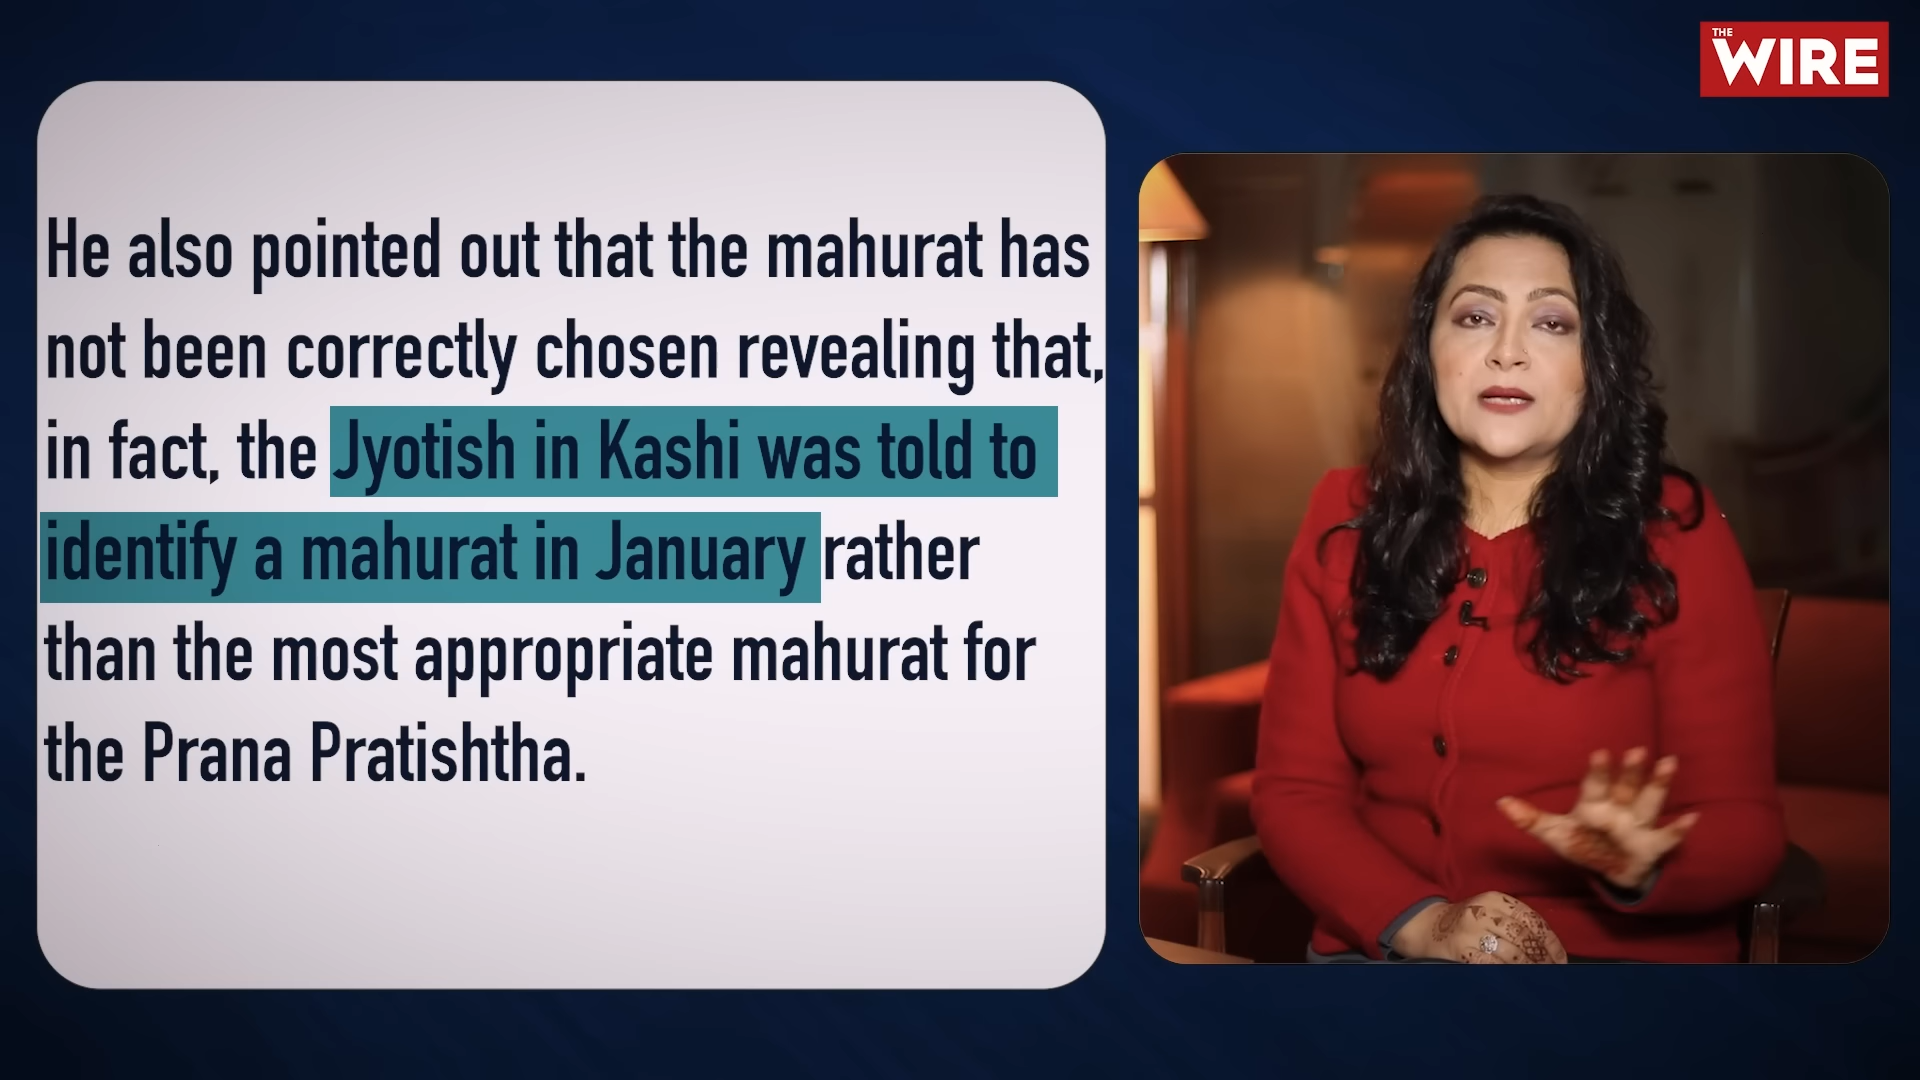 THE
WIRE
He also pointed out that the mahurat has
not been correctly chosen revealing that,
in fact, the Jyotish in Kashi was told to
identify a mahurat in January rather
than the most appropriate mahurat for
the Prana Pratishtha.